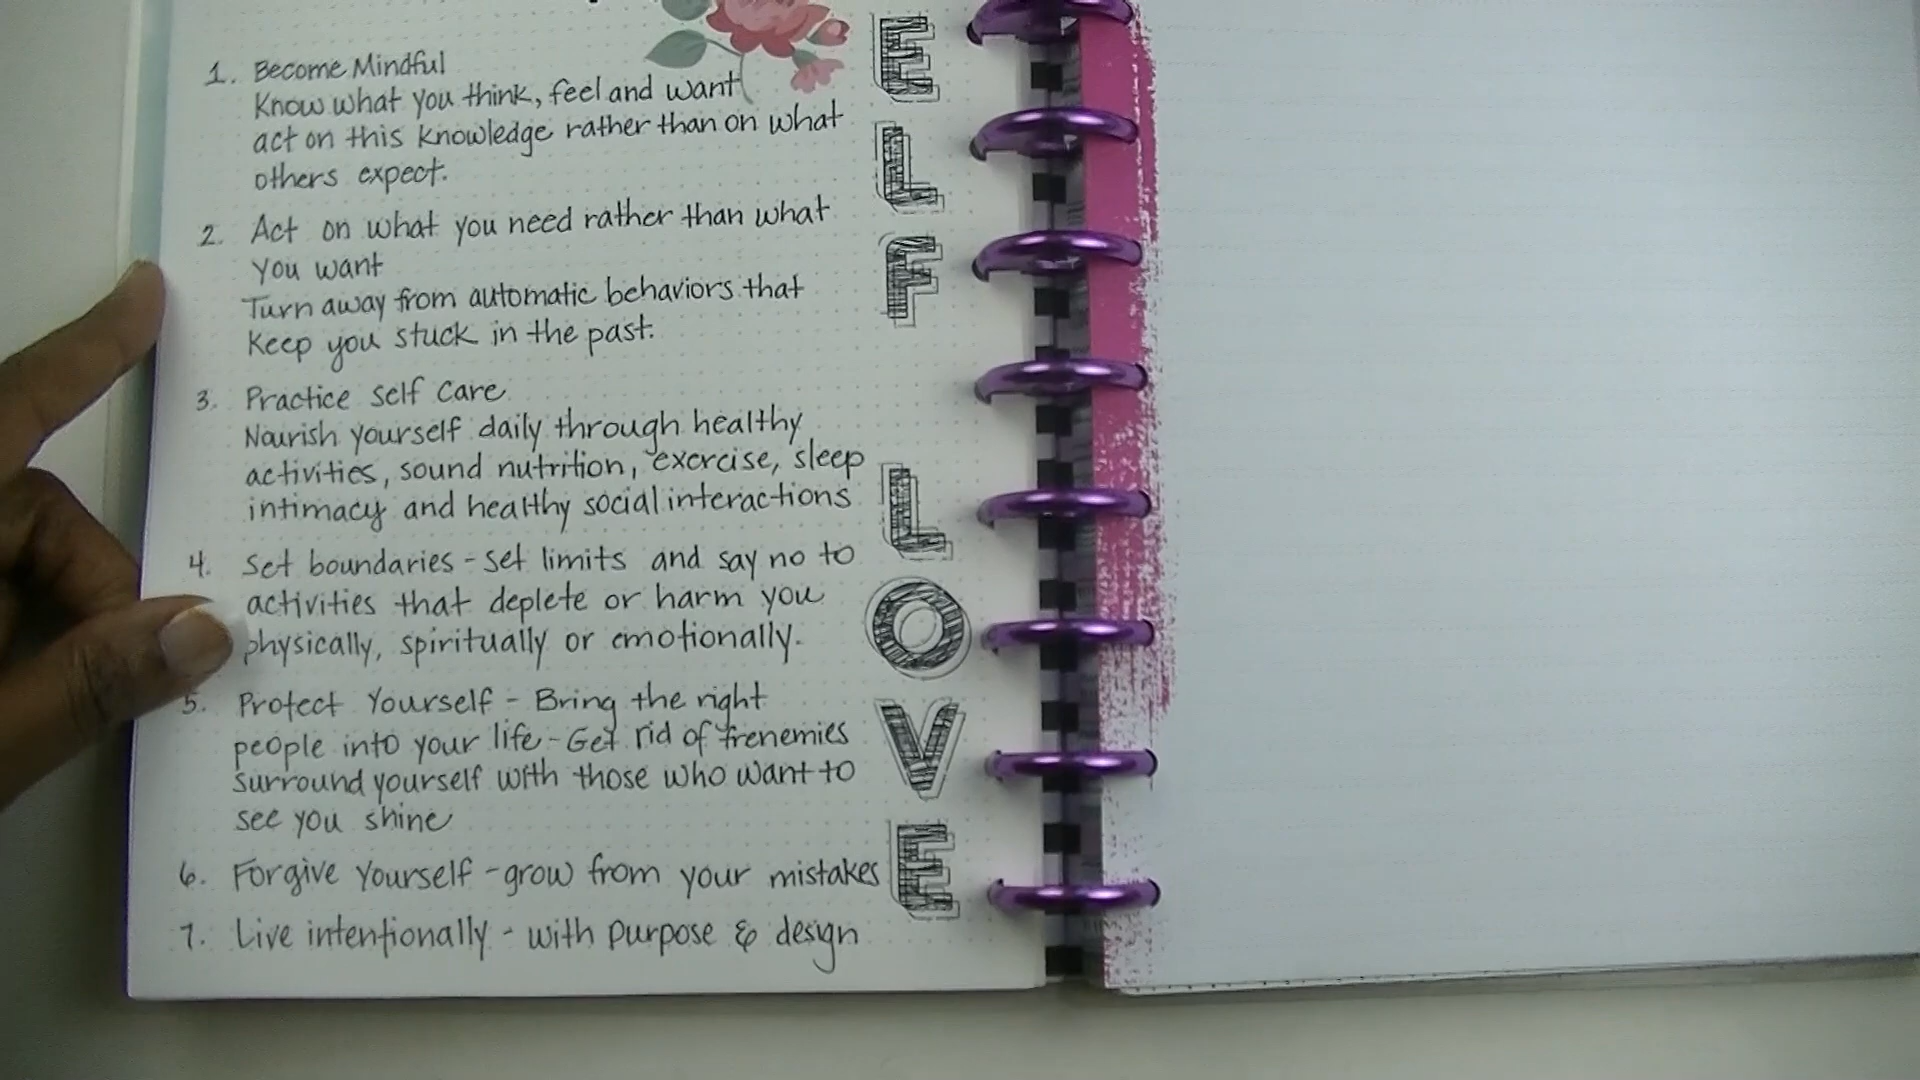 1. Become Mindful
Know what you think, feel and want
act on this knowledge rather than on what
others expect.
2. Act on what you need rather than what
you want
Turn away from automatic behaviors that
keep you stuck in the past.
3. Practice self care
Nourish yourself daily through healthy
activities, sound nutrition, exercise, sleep
intimacy and healthy social interactions
4. Set boundaries - set limits and say no to
activities that deplete or harm you
physically, spiritually or emotionally.
5. Protect Yourself - Bring the right
people into your life - Get rid of frenemies
surround yourself with those who want to
see you shine
6. Forgive Yourself - grow from your mistakes
7. Live intentionally - with purpose & design
E
L
F
L
O
V
E